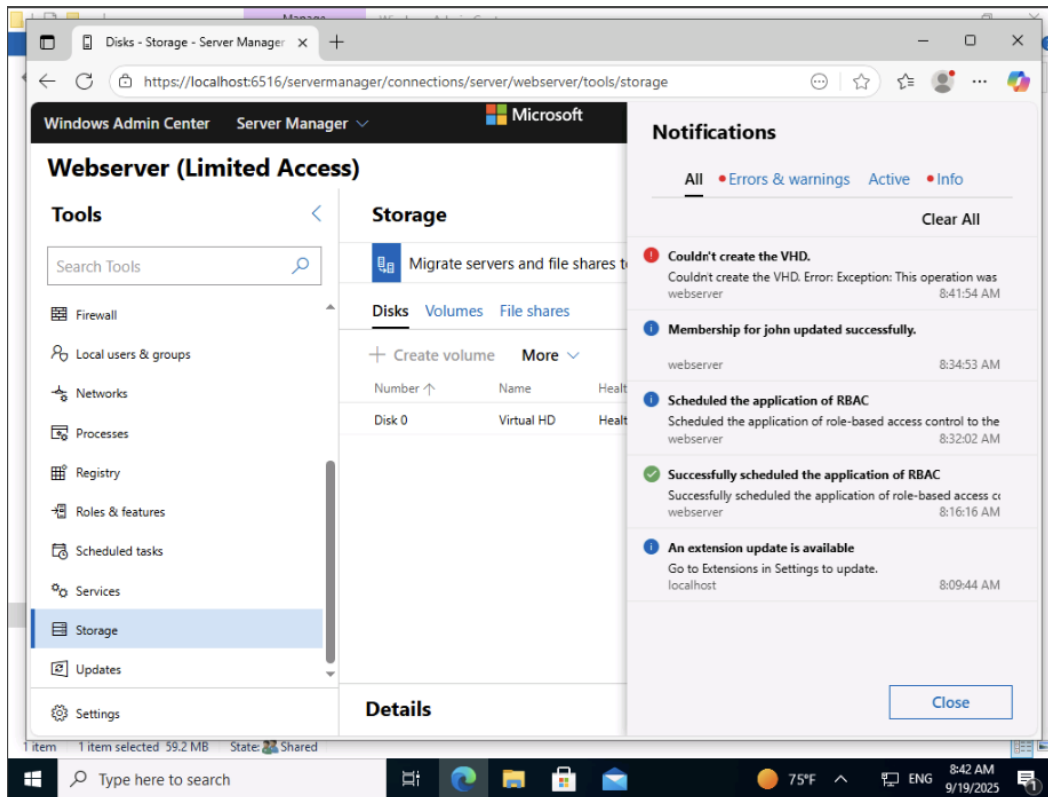 Manage
Disks - Storage - Server Manager
https://localhost:6516/servermanager/connections/server/webserver/tools/storage
Windows Admin Center
Server Manager
Microsoft
Webserver (Limited Access)
Tools
Search Tools
Firewall
Local users & groups
Networks
Processes
Registry
Roles & features
Scheduled tasks
Services
Storage
Updates
Settings
Storage
Migrate servers and file shares t
Disks Volumes File shares
Create volume More
Number Name Healt
Disk 0 Virtual HD Healt
Details
Notifications
All Errors & warnings Active Info
Clear All
Couldn't create the VHD.
Couldn't create the VHD. Error: Exception: This operation was
webserver 8:41:54 AM
Membership for john updated successfully.
webserver 8:34:53 AM
Scheduled the application of RBAC
Scheduled the application of role-based access control to the
webserver 8:32:02 AM
Successfully scheduled the application of RBAC
Successfully scheduled the application of role-based access c
webserver 8:16:16 AM
An extension update is available
Go to Extensions in Settings to update.
localhost 8:09:44 AM
Close
1 item 1 item selected 59.2 MB State: Shared
Type here to search
75°F
ENG
8:42 AM
9/19/2025
1